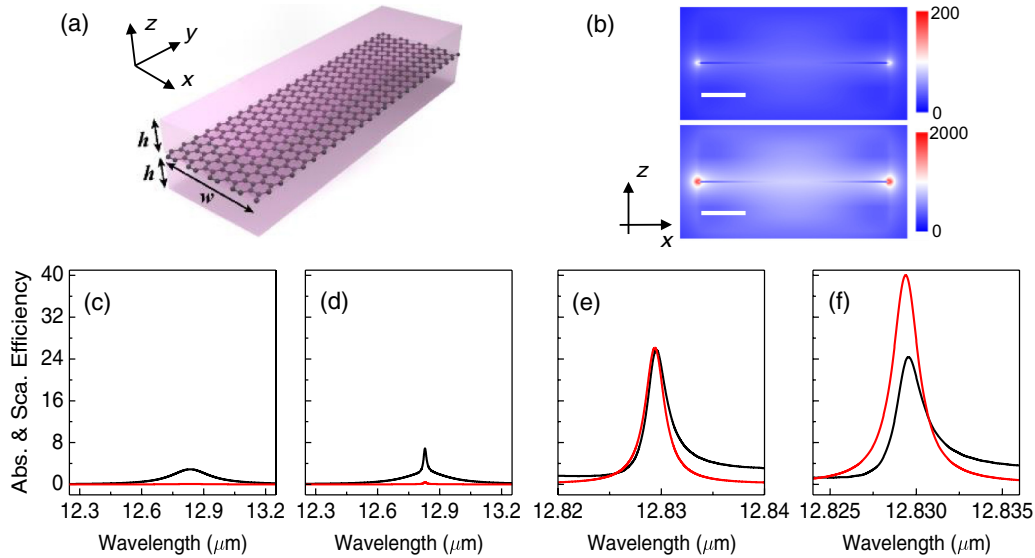 (a)
z
y
x
h
h
w
(b)
200
0
2000
0
z
x
Abs. & Sca. Efficiency
40
32
24
16
8
0
(c)
12.3 12.6 12.9 13.2
Wavelength (μm)
(d)
12.3 12.6 12.9 13.2
Wavelength (μm)
(e)
12.82 12.83 12.84
Wavelength (μm)
(f)
12.825 12.830 12.835
Wavelength (μm)